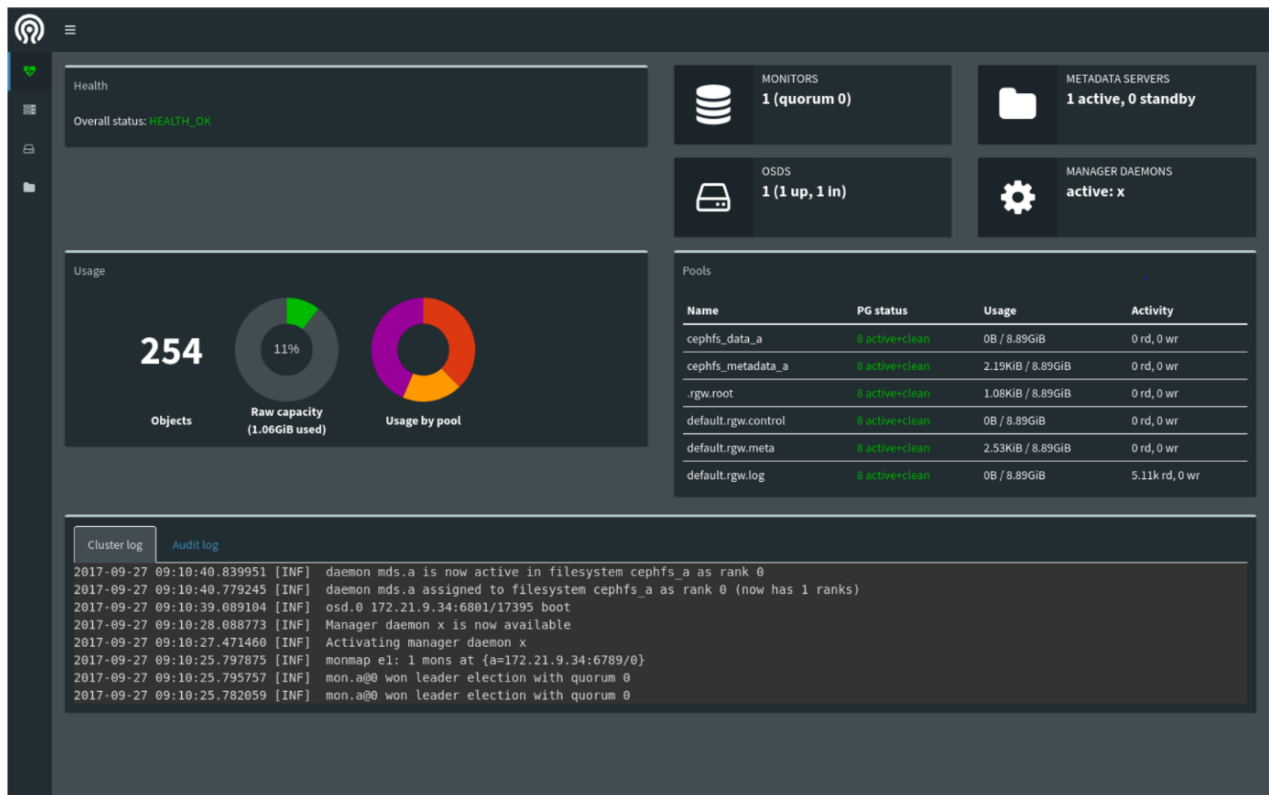 Health
Overall status: HEALTH_OK
MONITORS
1 (quorum 0)
METADATA SERVERS
1 active, 0 standby
OSDS
1 (1 up, 1 in)
MANAGER DAEMONS
active: x
Usage
254
Objects
11%
Raw capacity
(1.06GiB used)
Usage by pool
Pools
Name PG status Usage Activity
cephfs_data_a 8 active+clean 0B / 8.89GiB 0 rd, 0 wr
cephfs_metadata_a 8 active+clean 2.19KiB / 8.89GiB 0 rd, 0 wr
.rgw.root 8 active+clean 1.08KiB / 8.89GiB 0 rd, 0 wr
default.rgw.control 8 active+clean 0B / 8.89GiB 0 rd, 0 wr
default.rgw.meta 8 active+clean 2.53KiB / 8.89GiB 0 rd, 0 wr
default.rgw.log 8 active+clean 0B / 8.89GiB 5.11k rd, 0 wr
Cluster log Audit log
2017-09-27 09:10:40.839951 [INF] daemon mds.a is now active in filesystem cephfs_a as rank 0
2017-09-27 09:10:40.779245 [INF] daemon mds.a assigned to filesystem cephfs_a as rank 0 (now has 1 ranks)
2017-09-27 09:10:39.089104 [INF] osd.0 172.21.9.34:6801/17395 boot
2017-09-27 09:10:28.088773 [INF] Manager daemon x is now available
2017-09-27 09:10:27.471460 [INF] Activating manager daemon x
2017-09-27 09:10:25.797875 [INF] monmap e1: 1 mons at {a=172.21.9.34:6789/0}
2017-09-27 09:10:25.795757 [INF] mon.a@0 won leader election with quorum 0
2017-09-27 09:10:25.782059 [INF] mon.a@0 won leader election with quorum 0